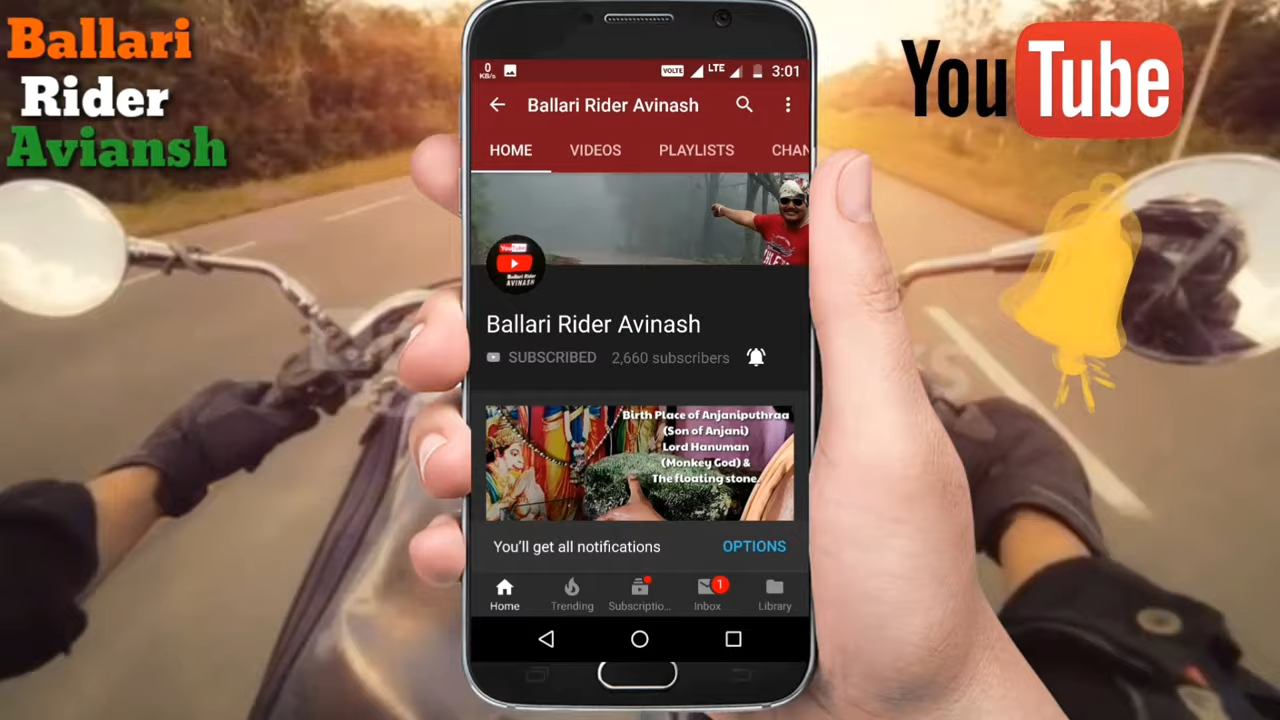 Ballari
Rider
Aviansh
YouTube
0
KB/s
VOLTE
LTE
3:01
Ballari Rider Avinash
HOME VIDEOS PLAYLISTS CHAN
YouTube
Ballari Rider
AVINASH
Ballari Rider Avinash
SUBSCRIBED 2,660 subscribers
Birth Place of Anjaniputhraa
(Son of Anjani)
Lord Hanuman
(Monkey God) &
The floating stone.
You'll get all notifications OPTIONS
1
Home Trending Subscriptio... Inbox Library